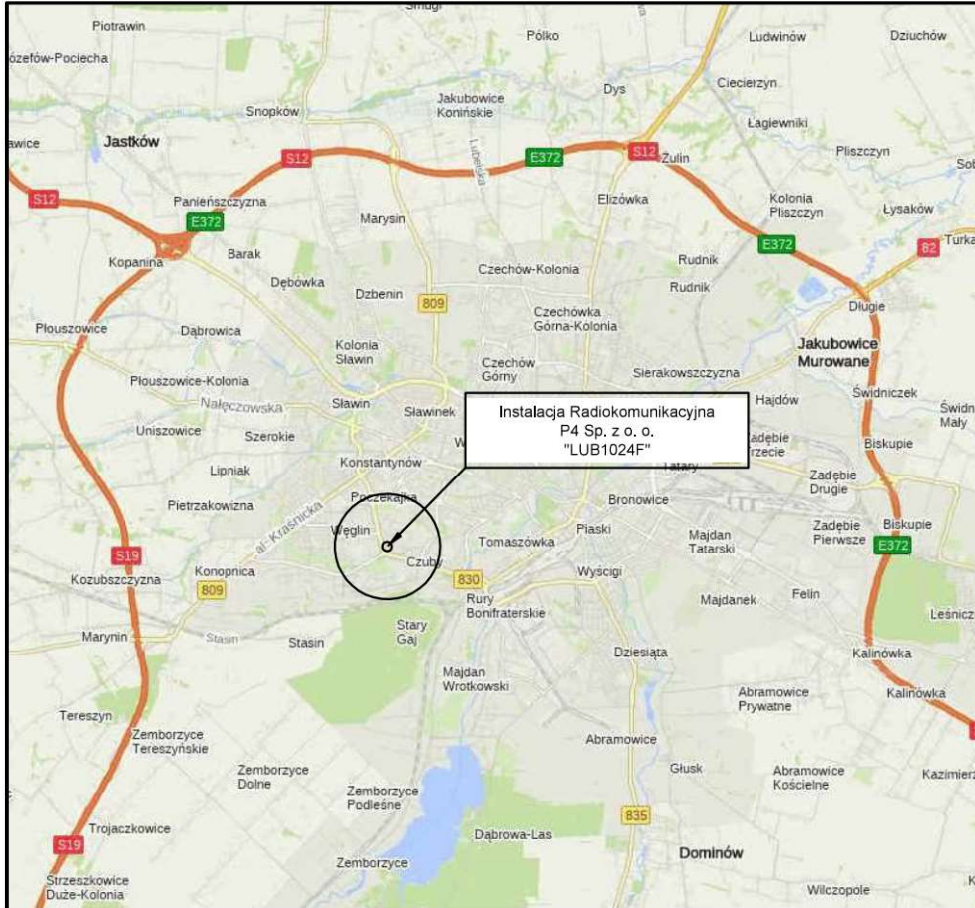 Smugi
Piotrawin
Pólko
Ludwinów
Dziuchów
Józefów-Pociecha
Ciecierzyn
Dys
Jakubowice
Konińskie
Snopków
Łagiewniki
Jastków
Lubelska
Pliszczyn
S12
E372
S12
Żulin
S12
Panieńszczyzna
Elizówka
Kolonia
Pliszczyn
Łysaków
E372
Marysin
E372
82
Barak
Kopanina
Rudnik
Czechów-Kolonia
Dębówka
Rudnik
Dzbenin
809
Czechówka
Górna-Kolonia
Długie
Płouszowice
Dąbrowica
Kolonia
Sławin
Jakubowice
Murowane
Czechów
Górny
Sierakowszczyzna
Płouszowice-Kolonia
Świdniczek
Nałęczowska
Sławin
Sławinek
Hajdów
Instalacja Radiokomunikacyjna
P4 Sp. z o. o.
"LUB1024F"
Mały
Uniszowice
Szerokie
Biskupie
Konstantynów
Tatary
Lipniak
Zadębie
Drugie
Poczekajka
Bronowice
Pietrzakowizna
Węglin
al. Kraśnicka
Piaski
Zadębie
Pierwsze
Biskupie
Tomaszówka
Majdan
Tatarski
E372
S19
Czuby
Konopnica
Wyścigi
Kozubszczyzna
830
809
Rury
Bonifraterskie
Majdanek
Felin
Stary
Gaj
Marynin
Stasin
Stasin
Dziesiąta
Kalinówka
Majdan
Wrotkowski
Kalinówka
Abramowice
Prywatne
Tereszyn
Zemborzyce
Tereszyńskie
Abramowice
Głusk
Zemborzyce
Dolne
Abramowice
Kościelne
Zemborzyce
Podleśne
835
Trojaczkowice
Dąbrowa-Las
S19
Dominów
Zemborzyce
Strzeszkowice
Duże-Kolonia
Wilczopole